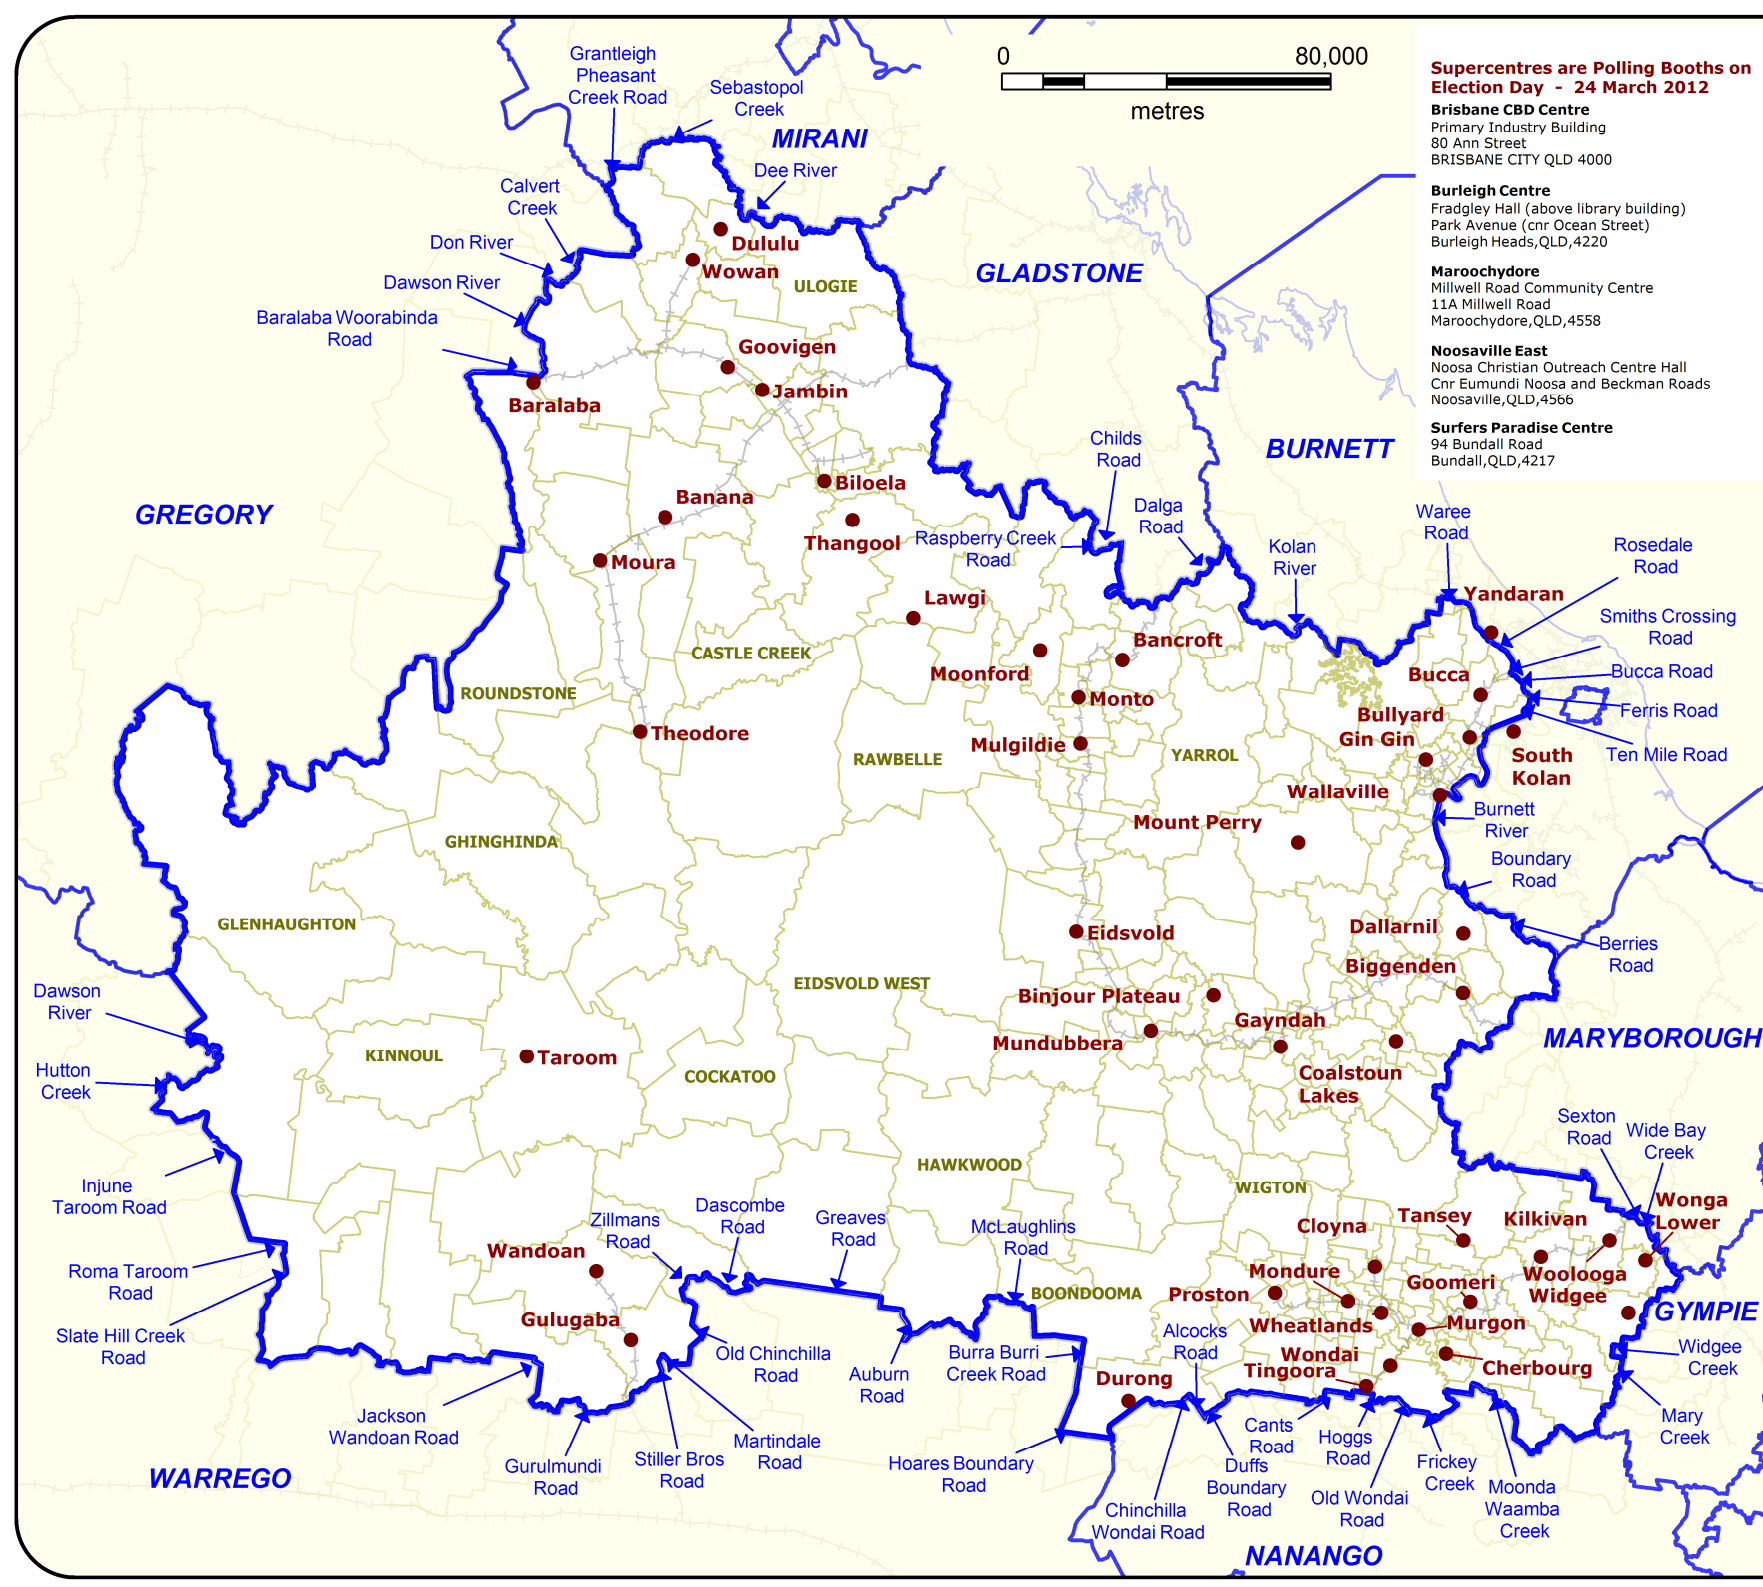 0 80,000
metres
Supercentres are Polling Booths on
Election Day - 24 March 2012
Brisbane CBD Centre
Primary Industry Building
80 Ann Street
BRISBANE CITY QLD 4000
Burleigh Centre
Fradgley Hall (above library building)
Park Avenue (cnr Ocean Street)
Burleigh Heads,QLD,4220
Maroochydore
Millwell Road Community Centre
11A Millwell Road
Maroochydore,QLD,4558
Noosaville East
Noosa Christian Outreach Centre Hall
Cnr Eumundi Noosa and Beckman Roads
Noosaville,QLD,4566
Surfers Paradise Centre
94 Bundall Road
Bundall,QLD,4217
Grantleigh
Pheasant
Creek Road
Sebastopol
Creek
MIRANI
Dee River
Calvert
Creek
Don River
Dawson River
Baralaba Woorabinda
Road
Dululu
Wowan
ULOGIE
GLADSTONE
Goovigen
Jambin
Baralaba
BURNETT
Childs
Road
Biloela
Banana
GREGORY
Thangool
Raspberry Creek
Road
Dalga
Road
Kolan
River
Waree
Road
Rosedale
Road
Moura
Yandaran
Lawgi
Smiths Crossing
Road
Bancroft
CASTLE CREEK
Moonford
Bucca
Bucca Road
ROUNDSTONE
Monto
Ferris Road
Bullyard
Theodore
Mulgildie
Gin Gin
RAWBELLE
YARROL
South
Kolan
Ten Mile Road
Wallaville
Mount Perry
Burnett
River
GHINGHINDA
Boundary
Road
GLENHAUGHTON
Eidsvold
Dallarnil
Berries
Road
Biggenden
EIDSVOLD WEST
Binjour Plateau
Dawson
River
Gayndah
Mundubbera
MARYBOROUGH
KINNOUL
Taroom
COCKATOO
Hutton
Creek
Coalstoun
Lakes
Sexton
Road
Wide Bay
Creek
HAWKWOOD
WIGTON
Injune
Taroom Road
Wonga
Lower
Dascombe
Road
Zillmans
Road
Greaves
Road
McLaughlins
Road
Cloyna
Tansey
Kilkivan
Wandoan
Roma Taroom
Road
Mondure
Goomeri
Woolooga
Widgee
BOONDOOMA
Proston
GYMPIE
Gulugaba
Wheatlands
Murgon
Slate Hill Creek
Road
Alcocks
Road
Old Chinchilla
Road
Burra Burri
Creek Road
Wondai
Tingoora
Cherbourg
Widgee
Creek
Auburn
Road
Durong
Jackson
Wandoan Road
Cants
Road
Mary
Creek
Martindale
Road
Hoggs
Road
Stiller Bros
Road
Gurulmundi
Road
Hoares Boundary
Road
Duffs
Boundary
Road
Frickey
Creek
WARREGO
Old Wondai
Road
Moonda
Waamba
Creek
Chinchilla
Wondai Road
NANANGO